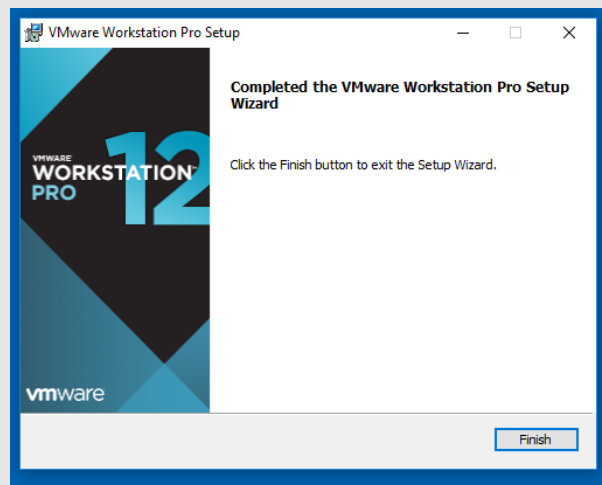 VMware Workstation Pro Setup
Completed the VMware Workstation Pro Setup
Wizard
Click the Finish button to exit the Setup Wizard.
VMWARE
WORKSTATION™
PRO
12
vmware
Finish